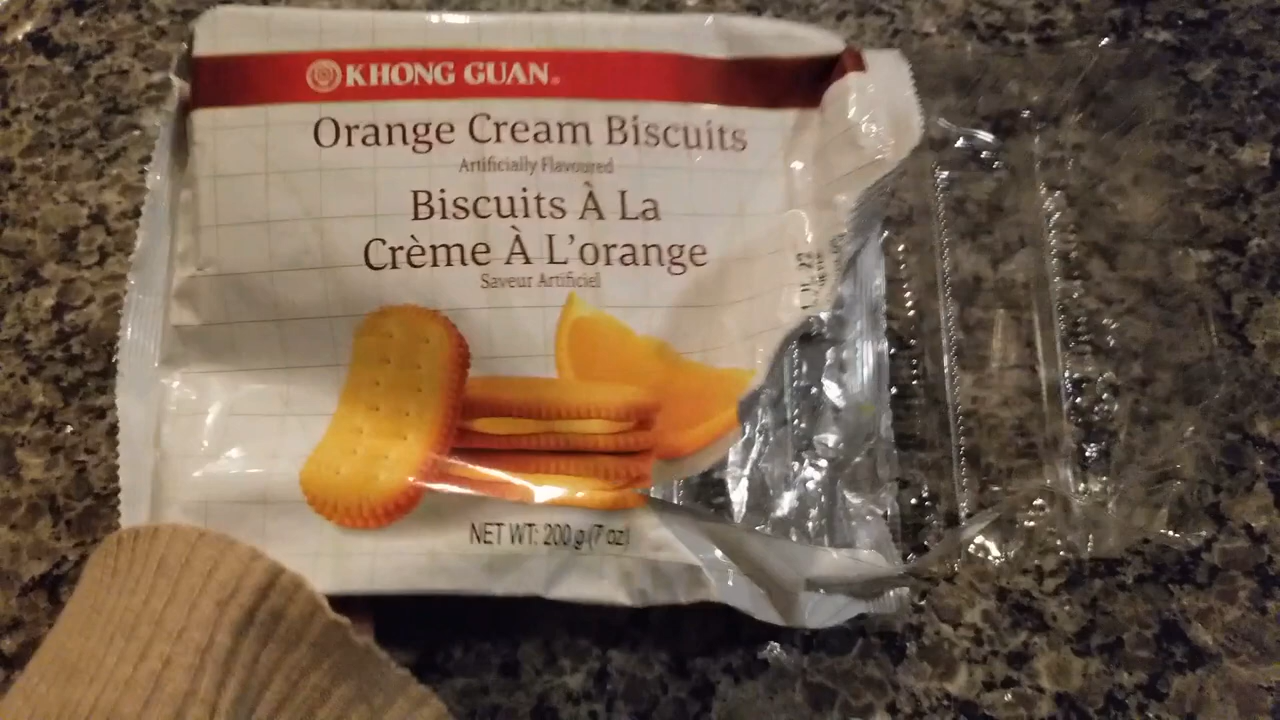 KHONG GUAN
Orange Cream Biscuits
Artificially Flavoured
Biscuits À La
Crème À L'orange
Saveur Artificiel
NET WT: 200 g (7 oz)